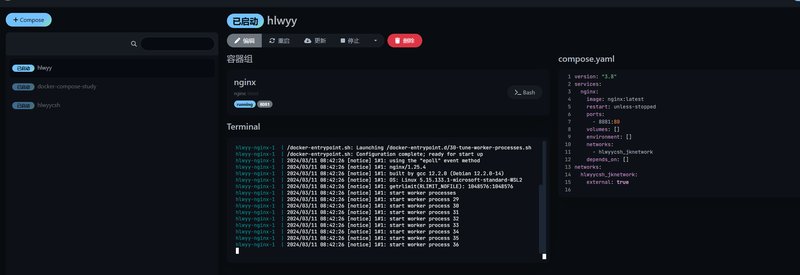 + Compose
已启动 hlwyy
已启动 docker-compose-study
已启动 hlwyycsh
已启动 hlwyy
编辑 重启 更新 停止 删除
容器组
nginx
nginx
running 8081
Bash
Terminal
hlwyy-nginx-1 | /docker-entrypoint.sh: Launching /docker-entrypoint.d/30-tune-worker-processes.sh
hlwyy-nginx-1 | /docker-entrypoint.sh: Configuration complete; ready for start up
hlwyy-nginx-1 | 2024/03/11 08:42:26 [notice] 1#1: using the "epoll" event method
hlwyy-nginx-1 | 2024/03/11 08:42:26 [notice] 1#1: nginx/1.25.4
hlwyy-nginx-1 | 2024/03/11 08:42:26 [notice] 1#1: built by gcc 12.2.0 (Debian 12.2.0-14)
hlwyy-nginx-1 | 2024/03/11 08:42:26 [notice] 1#1: OS: Linux 5.15.133.1-microsoft-standard-WSL2
hlwyy-nginx-1 | 2024/03/11 08:42:26 [notice] 1#1: getrlimit(RLIMIT_NOFILE): 1048576:1048576
hlwyy-nginx-1 | 2024/03/11 08:42:26 [notice] 1#1: start worker processes
hlwyy-nginx-1 | 2024/03/11 08:42:26 [notice] 1#1: start worker process 29
hlwyy-nginx-1 | 2024/03/11 08:42:26 [notice] 1#1: start worker process 30
hlwyy-nginx-1 | 2024/03/11 08:42:26 [notice] 1#1: start worker process 31
hlwyy-nginx-1 | 2024/03/11 08:42:26 [notice] 1#1: start worker process 32
hlwyy-nginx-1 | 2024/03/11 08:42:26 [notice] 1#1: start worker process 33
hlwyy-nginx-1 | 2024/03/11 08:42:26 [notice] 1#1: start worker process 34
hlwyy-nginx-1 | 2024/03/11 08:42:26 [notice] 1#1: start worker process 35
hlwyy-nginx-1 | 2024/03/11 08:42:26 [notice] 1#1: start worker process 36
compose.yaml
1 version: "3.8"
2 services:
3 nginx:
4 image: nginx:latest
5 restart: unless-stopped
6 ports:
7 - 8081:80
8 volumes: []
9 environment: []
10 networks:
11 - hlwyycsh_jknetwork
12 depends_on: []
13 networks:
14 hlwyycsh_jknetwork:
15 external: true
16